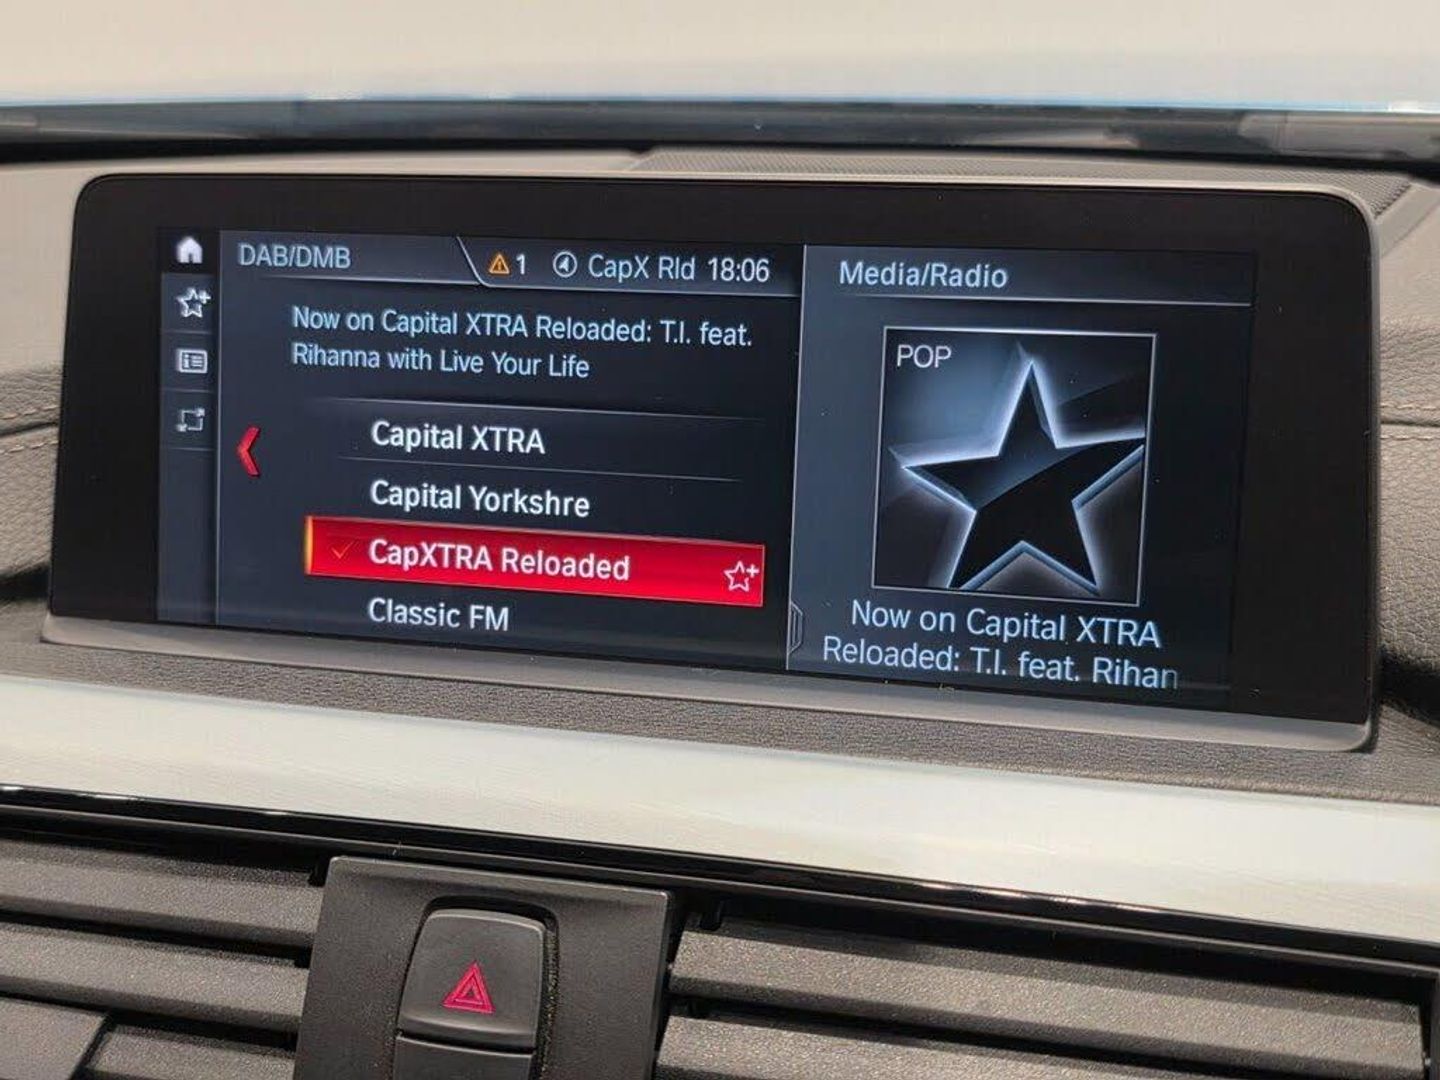 DAB/DMB
1 CapX Rld 18:06
Now on Capital XTRA Reloaded: T.I. feat.
Rihanna with Live Your Life
Capital XTRA
Capital Yorkshre
CapXTRA Reloaded
Classic FM
Media/Radio
POP
Now on Capital XTRA
Reloaded: T.I. feat. Rihan